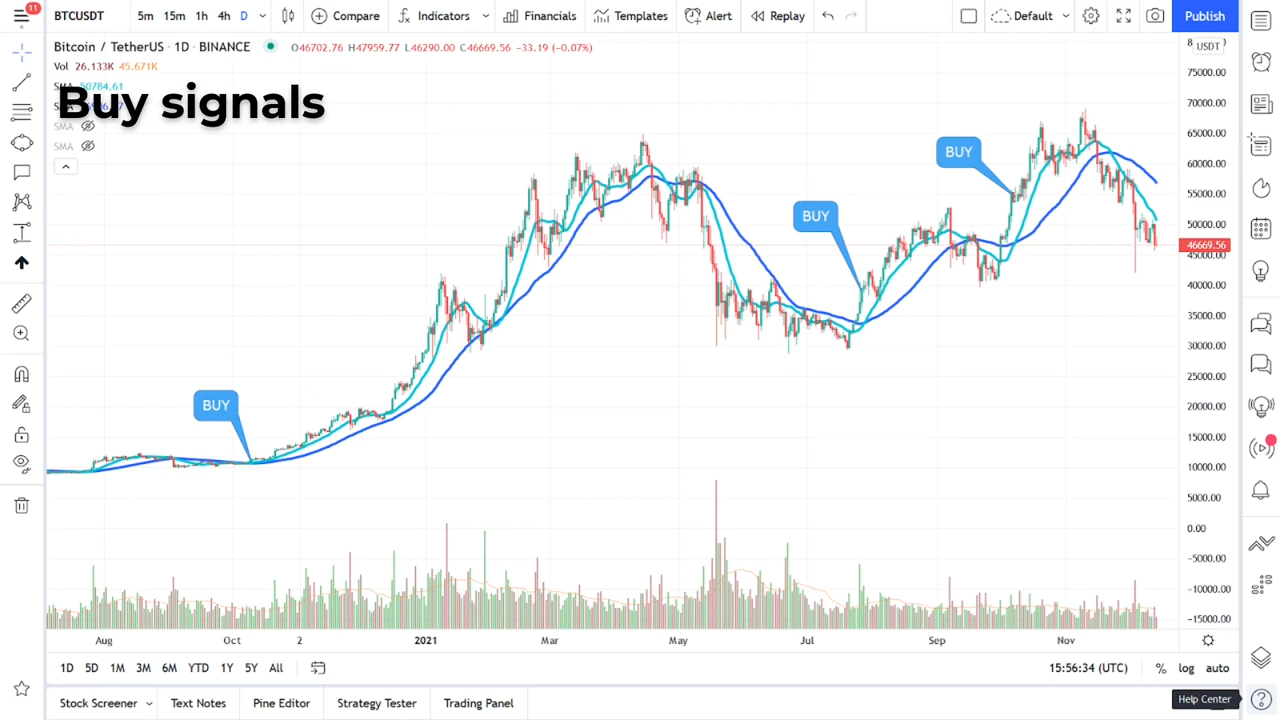 11
BTCUSDT 5m 15m 1h 4h D Compare Indicators Financials Templates Alert Replay Default Publish
Bitcoin / TetherUS · 1D · BINANCE O46702.76 H47959.77 L46290.00 C46669.56 −33.19 (−0.07%)
USDT
Vol 26.133K 45.671K
75000.00
SMA 50784.61
Buy signals
70000.00
SMA
SMA
65000.00
BUY
60000.00
55000.00
BUY
50000.00
46669.56
45000.00
40000.00
35000.00
30000.00
25000.00
BUY
20000.00
15000.00
10000.00
5000.00
0.00
−5000.00
−10000.00
−15000.00
Aug Oct 2 2021 Mar May Jul Sep Nov
1D 5D 1M 3M 6M YTD 1Y 5Y All 15:56:34 (UTC) % log auto
Stock Screener Text Notes Pine Editor Strategy Tester Trading Panel Help Center